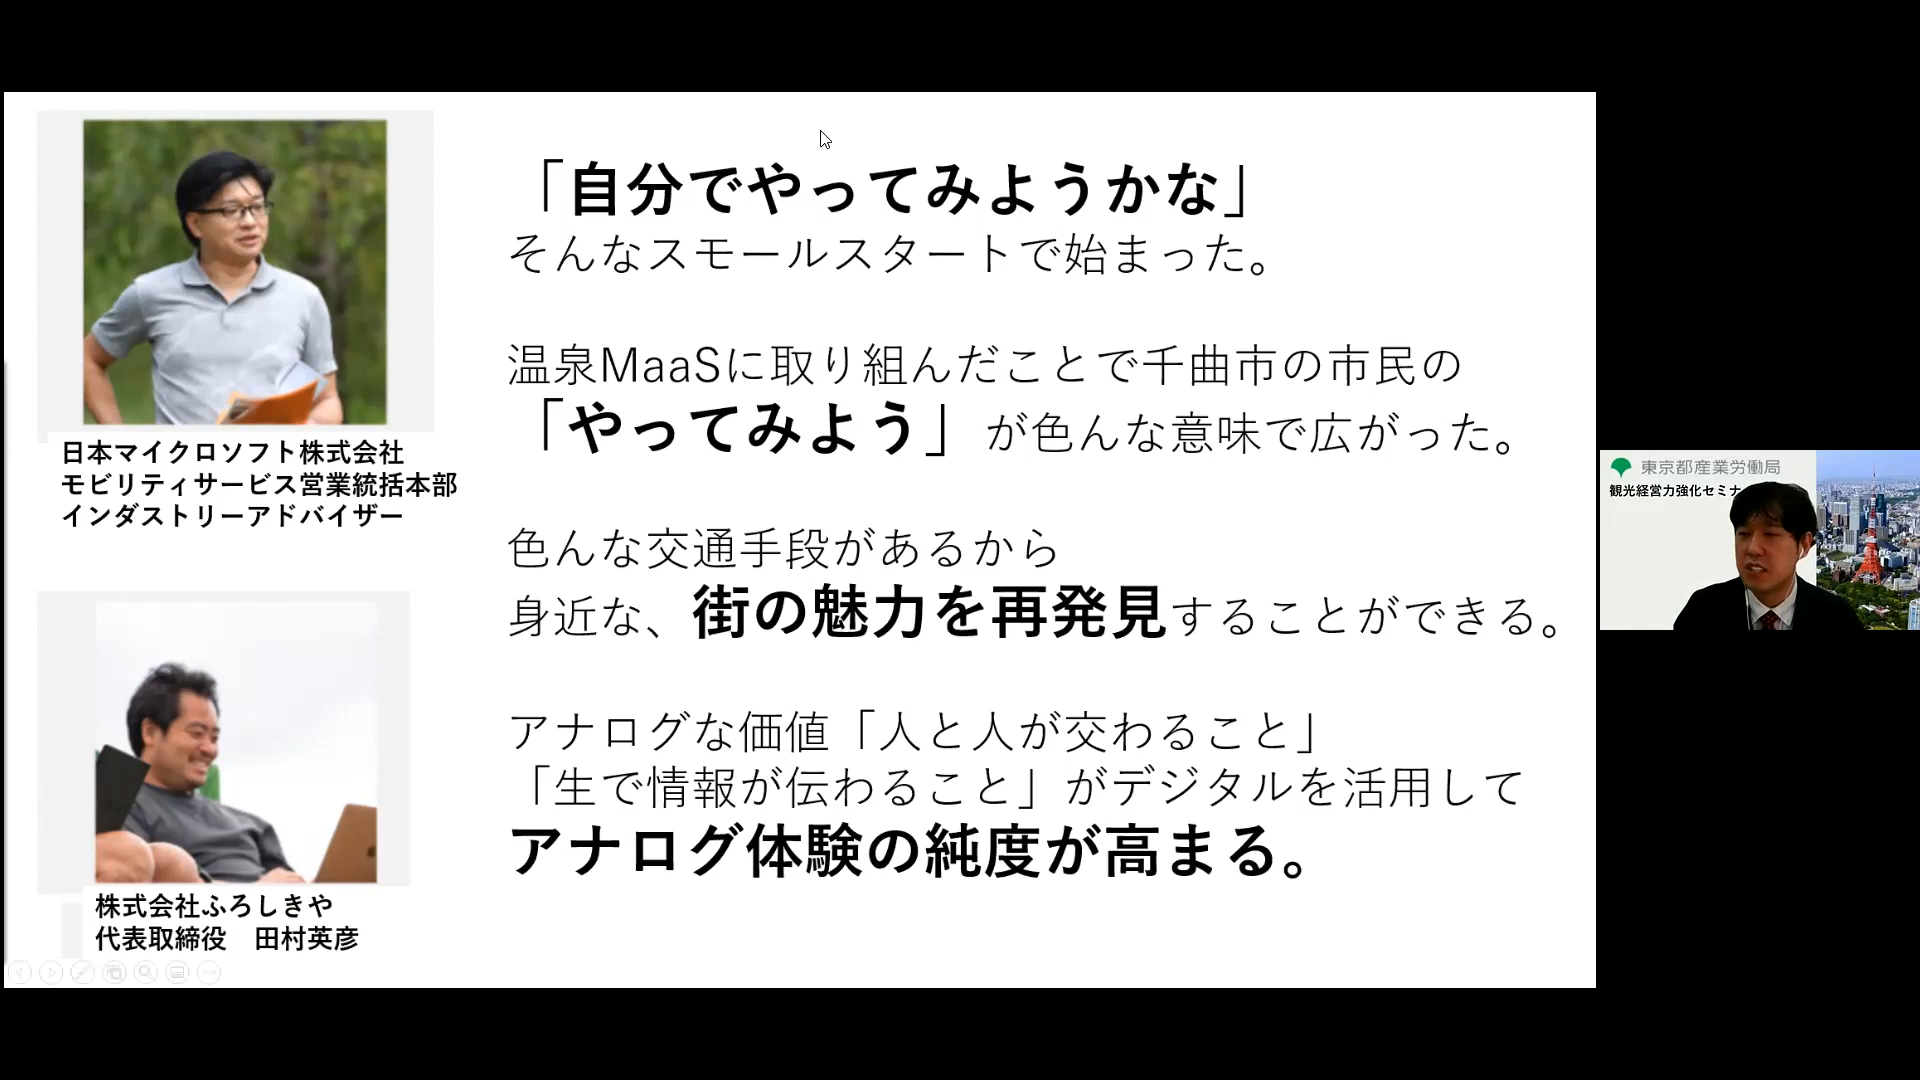 「自分でやってみようかな」
そんなスモールスタートで始まった。
温泉MaaSに取り組んだことで千曲市の市民の
「やってみよう」が色んな意味で広がった。
色んな交通手段があるから
身近な、街の魅力を再発見することができる。
アナログな価値「人と人が交わること」
「生で情報が伝わること」がデジタルを活用して
アナログ体験の純度が高まる。
日本マイクロソフト株式会社
モビリティサービス営業統括本部
インダストリーアドバイザー
株式会社ふろしきや
代表取締役　田村英彦
東京都産業労働局
観光経営力強化セミナ